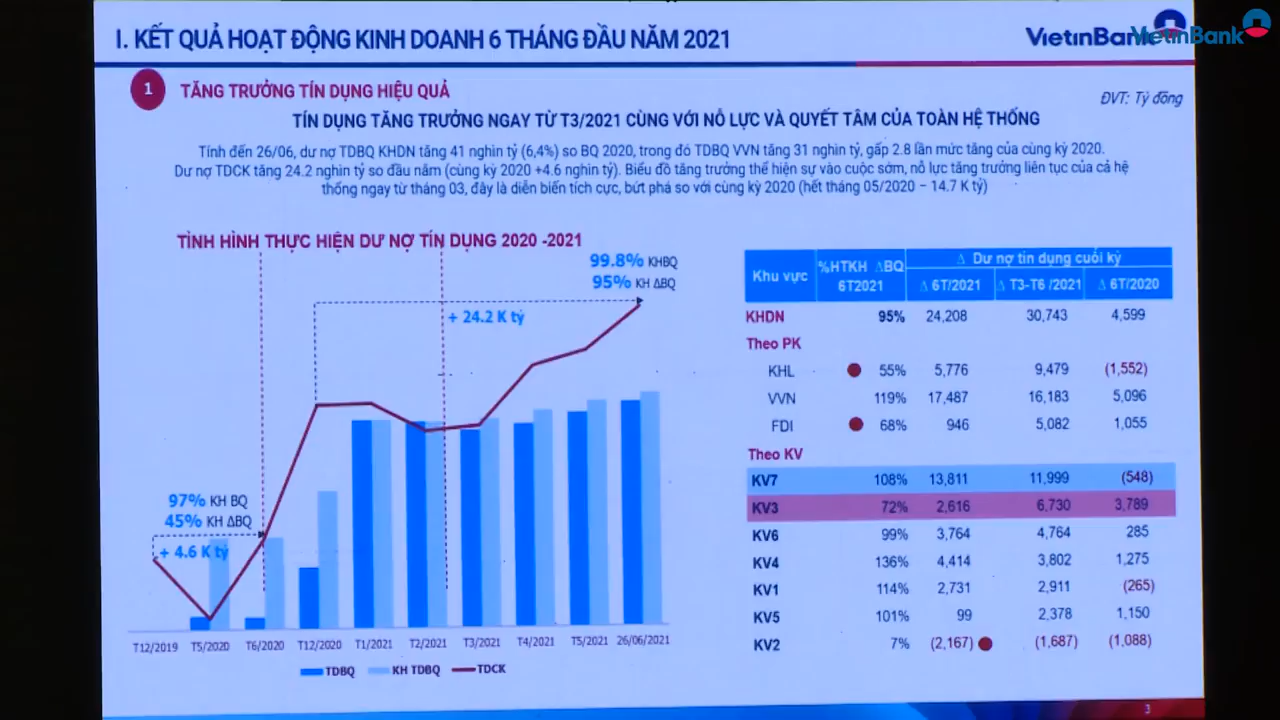 I. KẾT QUẢ HOẠT ĐỘNG KINH DOANH 6 THÁNG ĐẦU NĂM 2021
VietinBank
VietinBank
1 TĂNG TRƯỞNG TÍN DỤNG HIỆU QUẢ
ĐVT: Tỷ đồng
TÍN DỤNG TĂNG TRƯỞNG NGAY TỪ T3/2021 CÙNG VỚI NỖ LỰC VÀ QUYẾT TÂM CỦA TOÀN HỆ THỐNG
Tính đến 26/06, dư nợ TDBQ KHDN tăng 41 nghìn tỷ (6,4%) so BQ 2020, trong đó TDBQ VVN tăng 31 nghìn tỷ, gấp 2.8 lần mức tăng của cùng kỳ 2020.
Dư nợ TDCK tăng 24.2 nghìn tỷ so đầu năm (cùng kỳ 2020 +4.6 nghìn tỷ). Biểu đồ tăng trưởng thể hiện sự vào cuộc sớm, nỗ lực tăng trưởng liên tục của cả hệ
thống ngay từ tháng 03, đây là diễn biến tích cực, bứt phá so với cùng kỳ 2020 (hết tháng 05/2020 – 14.7 K tỷ)
TÌNH HÌNH THỰC HIỆN DƯ NỢ TÍN DỤNG 2020 -2021
99.8% KHBQ
95% KH ΔBQ
+ 24.2 K tỷ
97% KH BQ
45% KH ΔBQ
+ 4.6 K tỷ
T12/2019 T5/2020 T6/2020 T12/2020 T1/2021 T2/2021 T3/2021 T4/2021 T5/2021 26/06/2021
TDBQ KH TDBQ TDCK
Khu vực %HTKH ΔBQ 6T2021 Δ Dư nợ tín dụng cuối kỳ
Δ 6T/2021 Δ T3-T6 /2021 Δ 6T/2020
KHDN 95% 24,208 30,743 4,599
Theo PK
KHL 55% 5,776 9,479 (1,552)
VVN 119% 17,487 16,183 5,096
FDI 68% 946 5,082 1,055
Theo KV
KV7 108% 13,811 11,999 (548)
KV3 72% 2,616 6,730 3,789
KV6 99% 3,764 4,764 285
KV4 136% 4,414 3,802 1,275
KV1 114% 2,731 2,911 (265)
KV5 101% 99 2,378 1,150
KV2 7% (2,167) (1,687) (1,088)
3